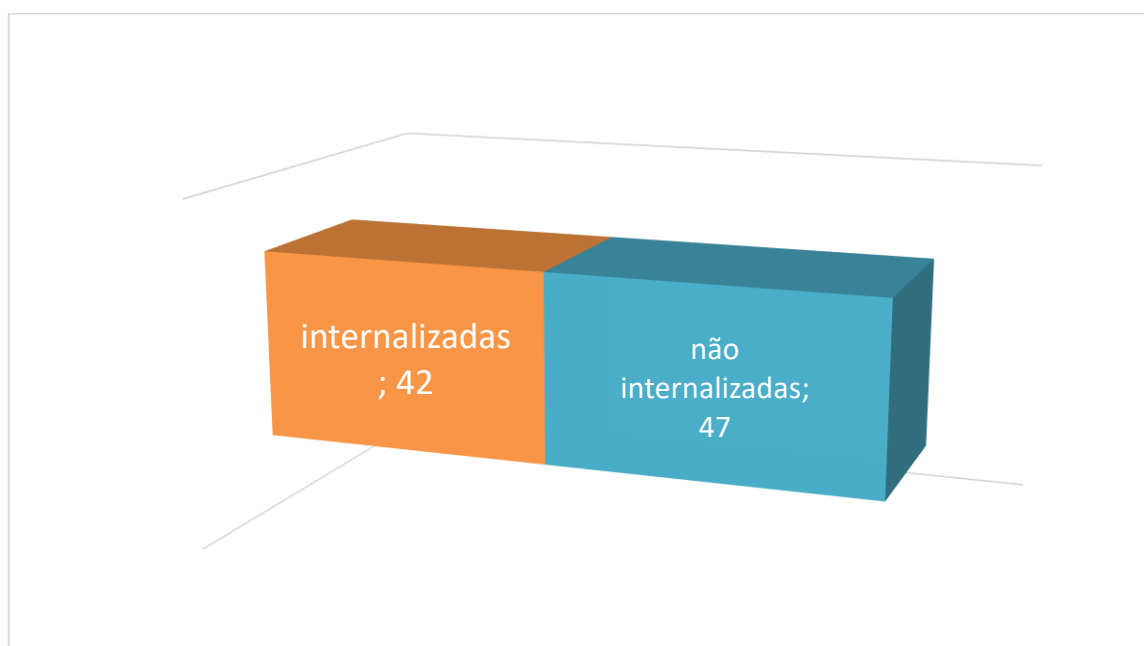 internalizadas
; 42
não
internalizadas;
47